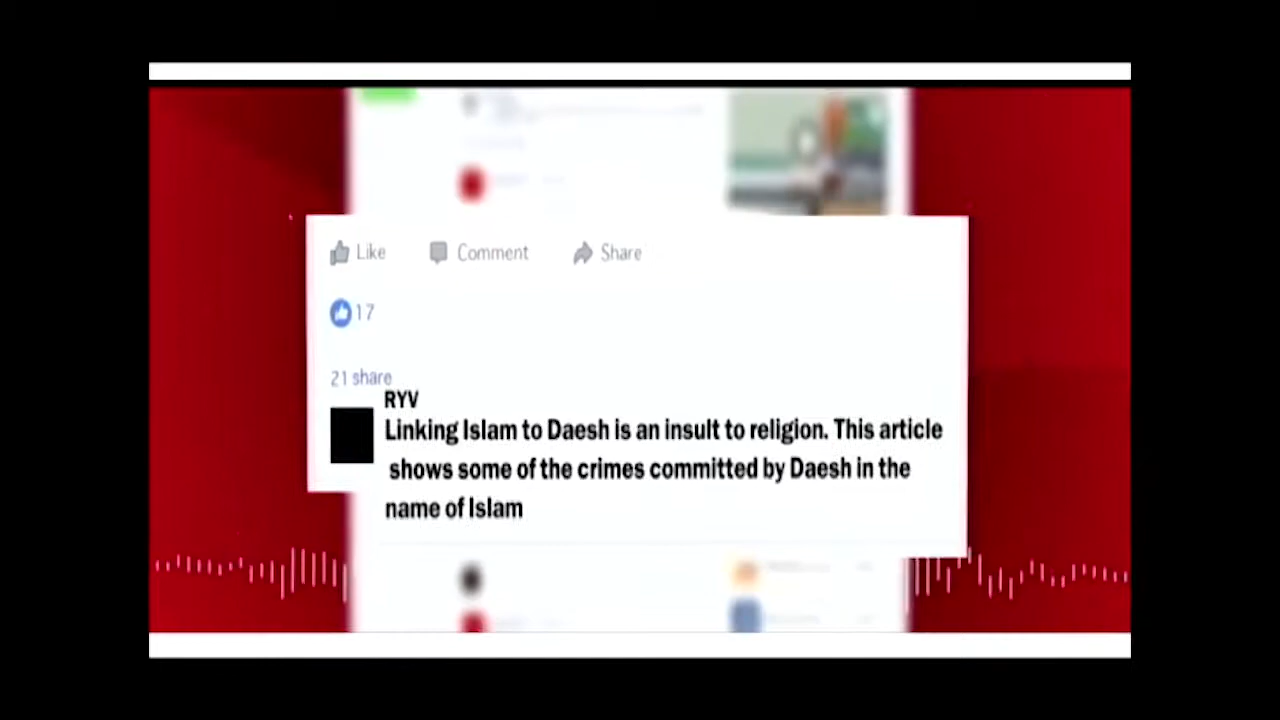 Like Comment Share
17
21 share
RYV
Linking Islam to Daesh is an insult to religion. This article
shows some of the crimes committed by Daesh in the
name of Islam